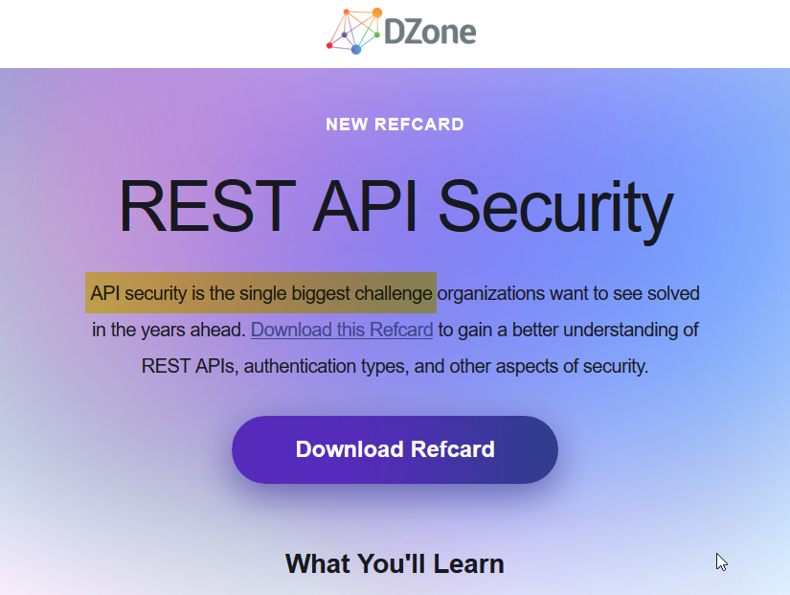 DZone
NEW REFCARD
REST API Security
API security is the single biggest challenge organizations want to see solved
in the years ahead. Download this Refcard to gain a better understanding of
REST APIs, authentication types, and other aspects of security.
Download Refcard
What You'll Learn